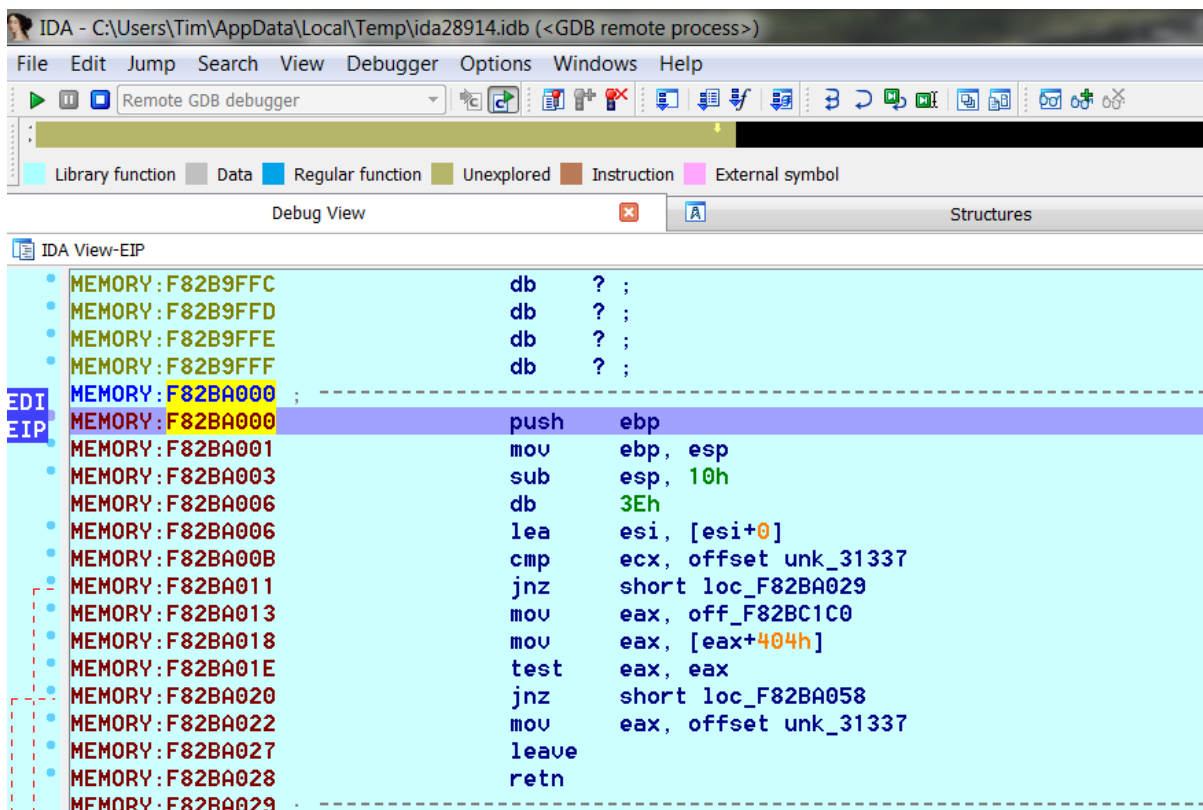 IDA - C:\Users\Tim\AppData\Local\Temp\ida28914.idb (<GDB remote process>)
File Edit Jump Search View Debugger Options Windows Help
Remote GDB debugger
Library function Data Regular function Unexplored Instruction External symbol
Debug View Structures
IDA View-EIP
MEMORY:F82B9FFC db ? ;
MEMORY:F82B9FFD db ? ;
MEMORY:F82B9FFE db ? ;
MEMORY:F82B9FFF db ? ;
EDI MEMORY:F82BA000 ; ---------------------------------------------------------------------------
EIP MEMORY:F82BA000 push ebp
MEMORY:F82BA001 mov ebp, esp
MEMORY:F82BA003 sub esp, 10h
MEMORY:F82BA006 db 3Eh
MEMORY:F82BA006 lea esi, [esi+0]
MEMORY:F82BA00B cmp ecx, offset unk_31337
MEMORY:F82BA011 jnz short loc_F82BA029
MEMORY:F82BA013 mov eax, off_F82BC1C0
MEMORY:F82BA018 mov eax, [eax+404h]
MEMORY:F82BA01E test eax, eax
MEMORY:F82BA020 jnz short loc_F82BA058
MEMORY:F82BA022 mov eax, offset unk_31337
MEMORY:F82BA027 leave
MEMORY:F82BA028 retn
MEMORY:F82BA029 ; ---------------------------------------------------------------------------